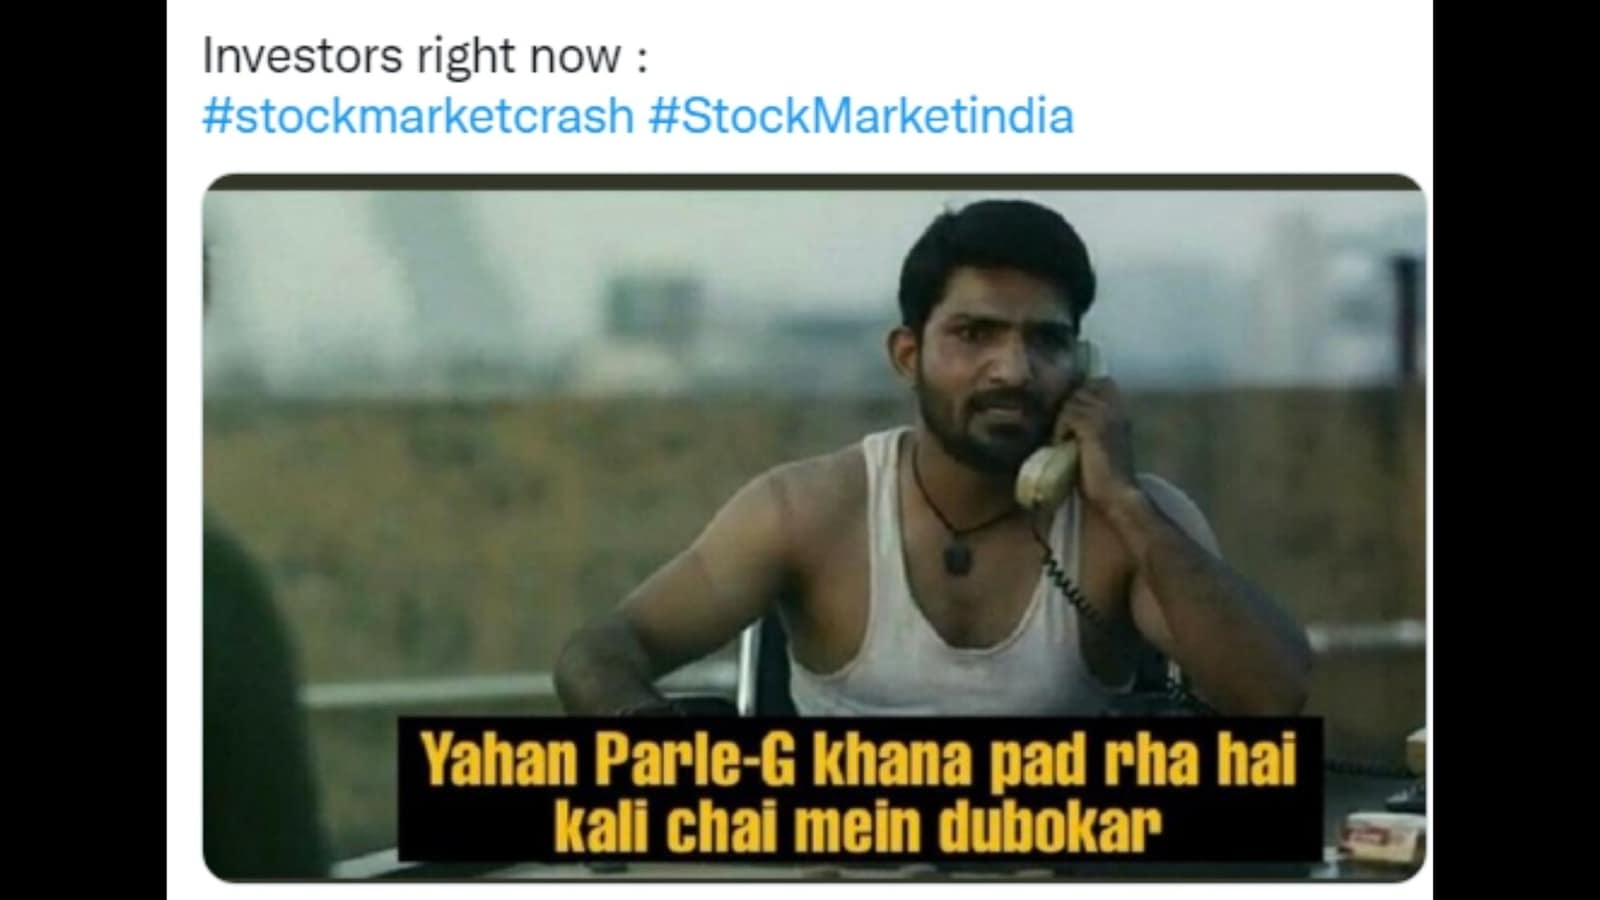 Investors right now :
#stockmarketcrash #StockMarketindia
Yahan Parle-G khana pad rha hai
kali chai mein dubokar